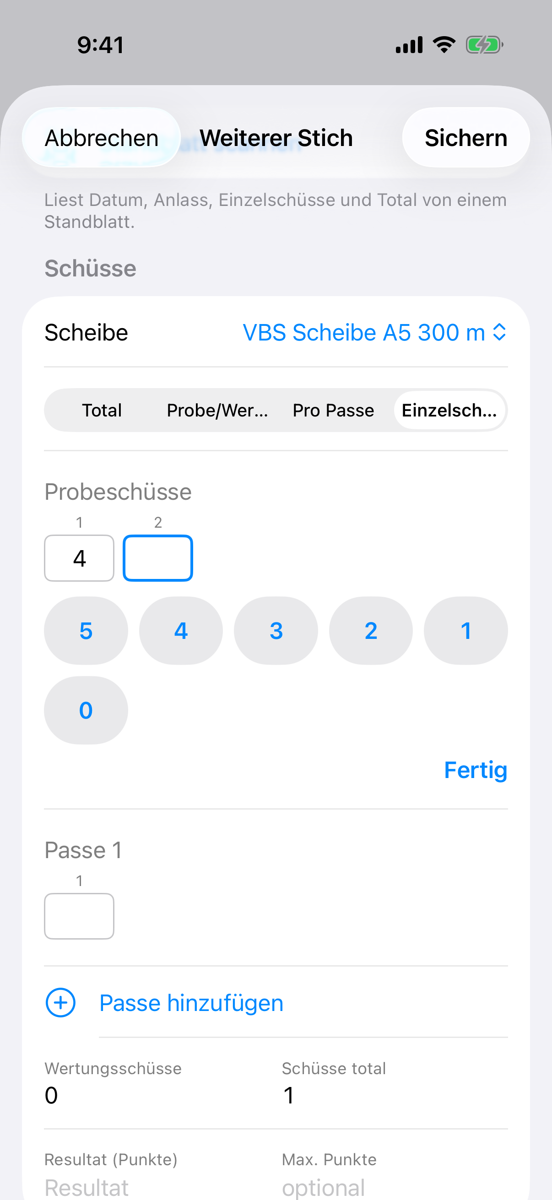 9:41
Abbrechen
Weiterer Stich
Sichern
Liest Datum, Anlass, Einzelschüsse und Total von einem
Standblatt.
Schüsse
Scheibe
VBS Scheibe A5 300 m
Total
Probe/Wer...
Pro Passe
Einzelsch...
Probeschüsse
1
2
4
5
4
3
2
1
0
Fertig
Passe 1
1
Passe hinzufügen
Wertungsschüsse
Schüsse total
0
1
Resultat (Punkte)
Max. Punkte
Resultat
optional